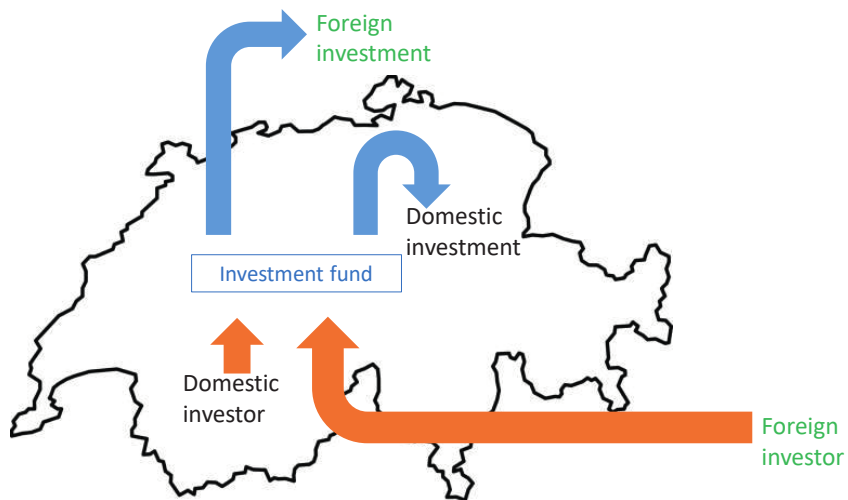 Foreign
investment
Domestic
investment
Investment fund
Domestic
investor
Foreign
investor